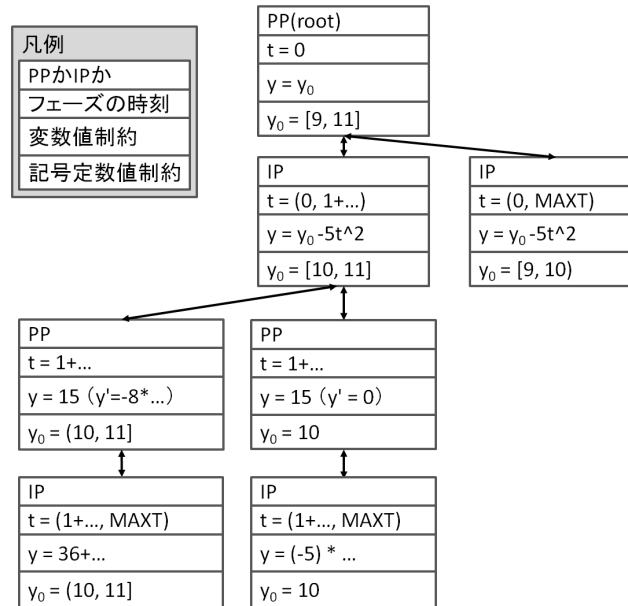 凡例
PPかIPか
フェーズの時刻
変数値制約
記号定数値制約
PP(root)
t = 0
y = y₀
y₀ = [9, 11]
IP
t = (0, 1+...)
y = y₀ -5t^2
y₀ = [10, 11]
IP
t = (0, MAXT)
y = y₀ -5t^2
y₀ = [9, 10)
PP
t = 1+...
y = 15（y'=-8*...）
y₀ = (10, 11]
PP
t = 1+...
y = 15（y' = 0）
y₀ = 10
IP
t = (1+..., MAXT)
y = 36+...
y₀ = (10, 11]
IP
t = (1+..., MAXT)
y = (-5) * ...
y₀ = 10